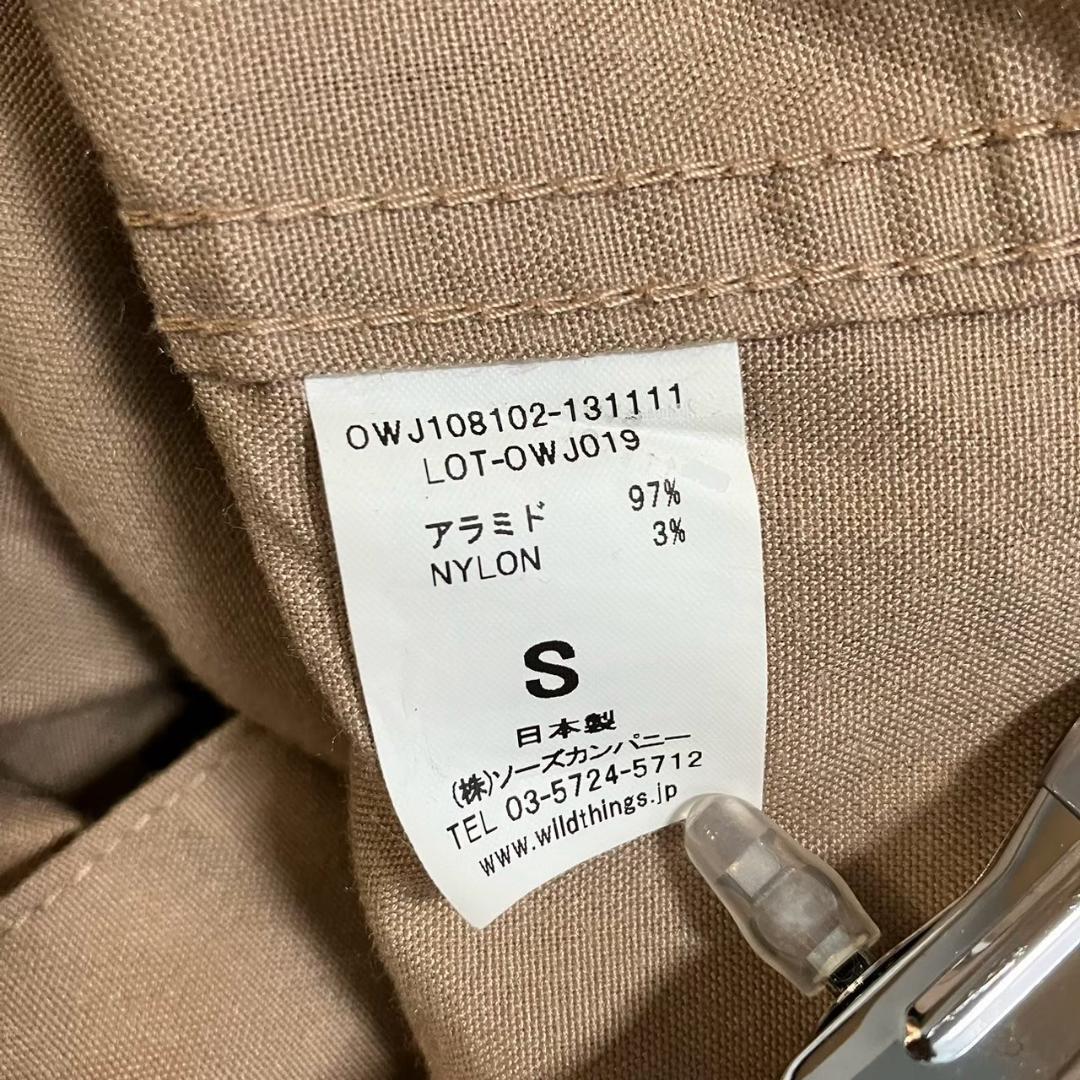 OWJ108102-131111
LOT-OWJ019
アラミド 97%
NYLON 3%
S
日本製
(株)ソーズカンパニー
TEL 03-5724-5712
www.wildthings.jp